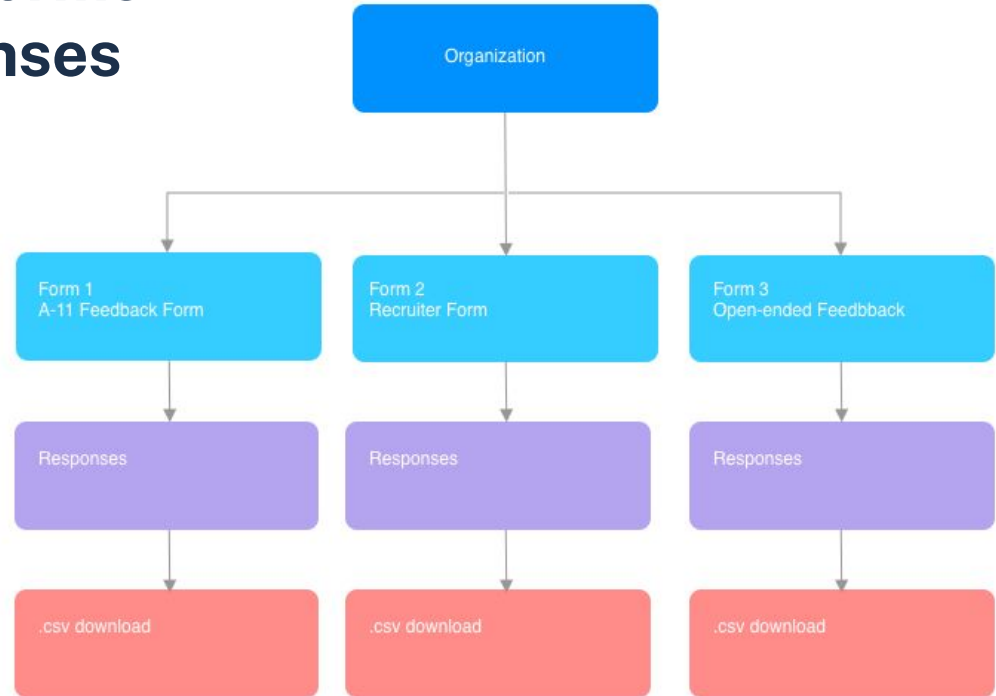 Organization
Form 1
A-11 Feedback Form
Form 2
Recruiter Form
Form 3
Open-ended Feedbback
Responses
Responses
Responses
.csv download
.csv download
.csv download